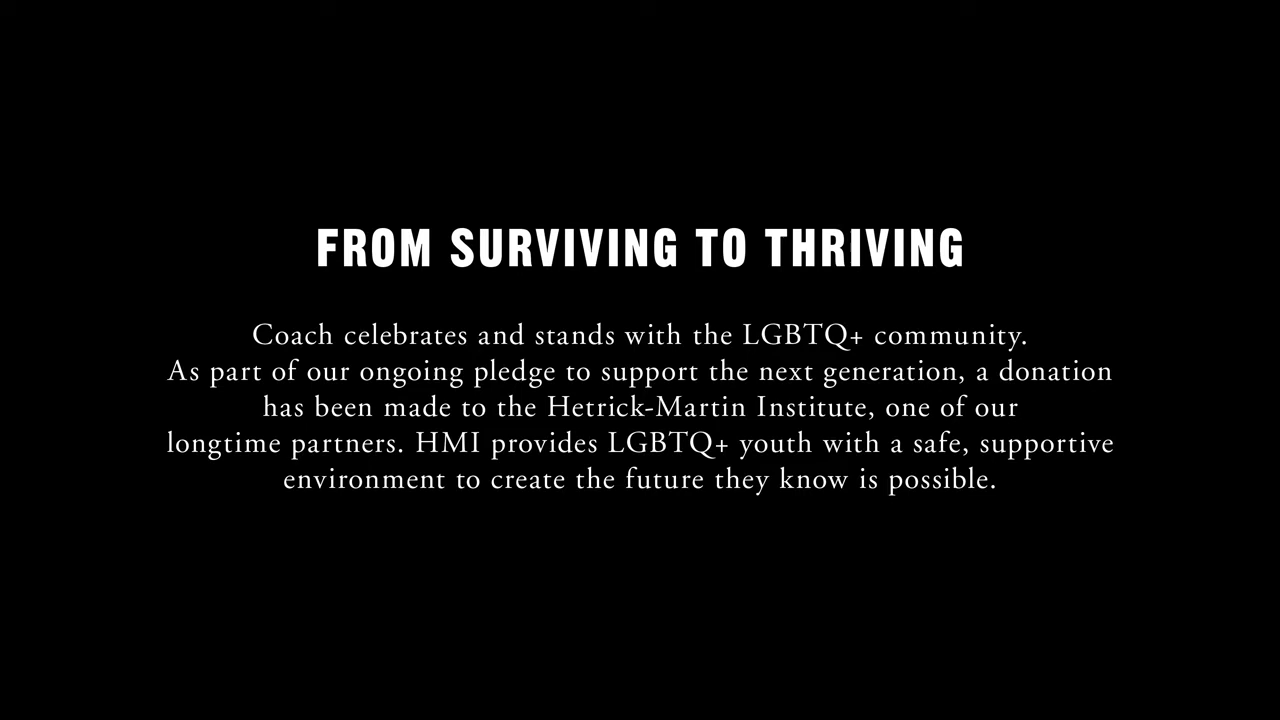 FROM SURVIVING TO THRIVING
Coach celebrates and stands with the LGBTQ+ community.
As part of our ongoing pledge to support the next generation, a donation
has been made to the Hetrick-Martin Institute, one of our
longtime partners. HMI provides LGBTQ+ youth with a safe, supportive
environment to create the future they know is possible.